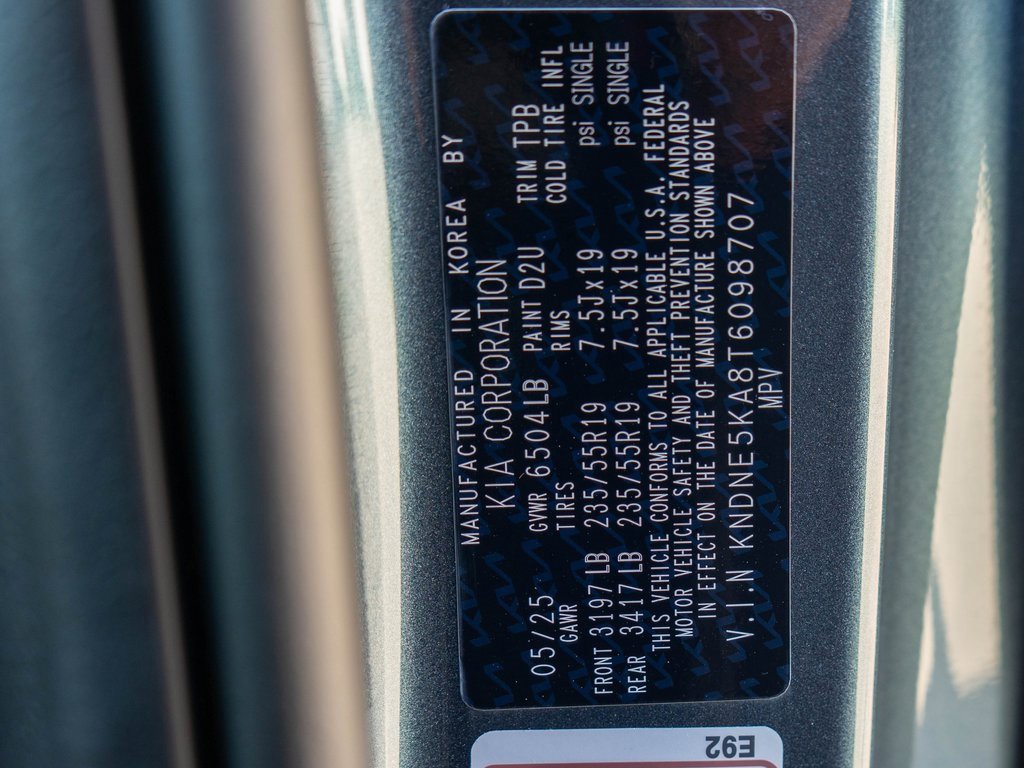 MANUFACTURED IN KOREA BY
KIA CORPORATION
05/25 GVWR 6504LB PAINT D2U TRIM TPB
GAWR TIRES RIMS COLD TIRE INFL
FRONT 3197LB 235/55R19 7.5Jx19 psi SINGLE
REAR 3417LB 235/55R19 7.5Jx19 psi SINGLE
THIS VEHICLE CONFORMS TO ALL APPLICABLE U.S.A. FEDERAL
MOTOR VEHICLE SAFETY AND THEFT PREVENTION STANDARDS
IN EFFECT ON THE DATE OF MANUFACTURE SHOWN ABOVE
V.I.N KNDNE5KA8T6098707
MPV
E92